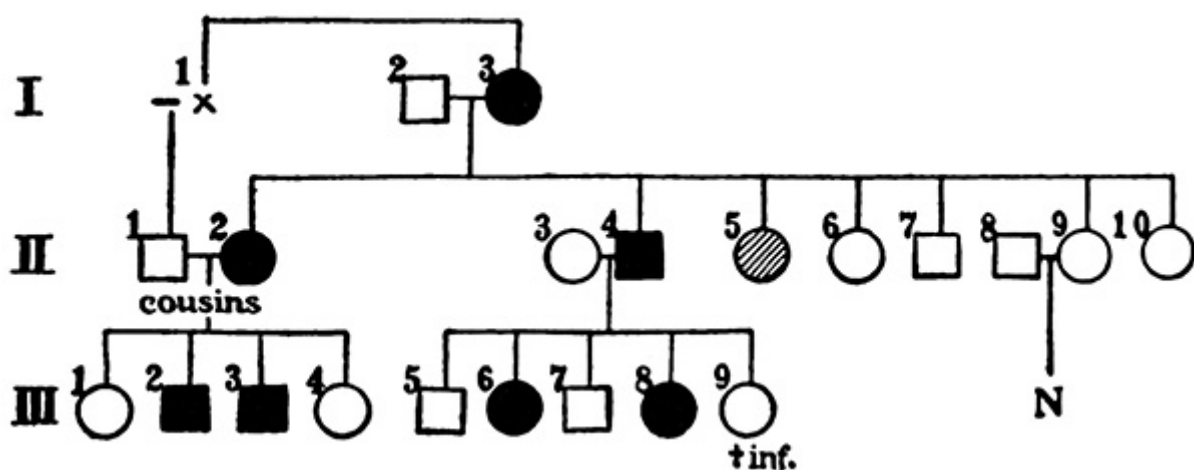 I 1 - x 2 3
II 1 2 3 4 5 6 7 8 9 10
cousins
III 1 2 3 4 5 6 7 8 9 N
† inf.